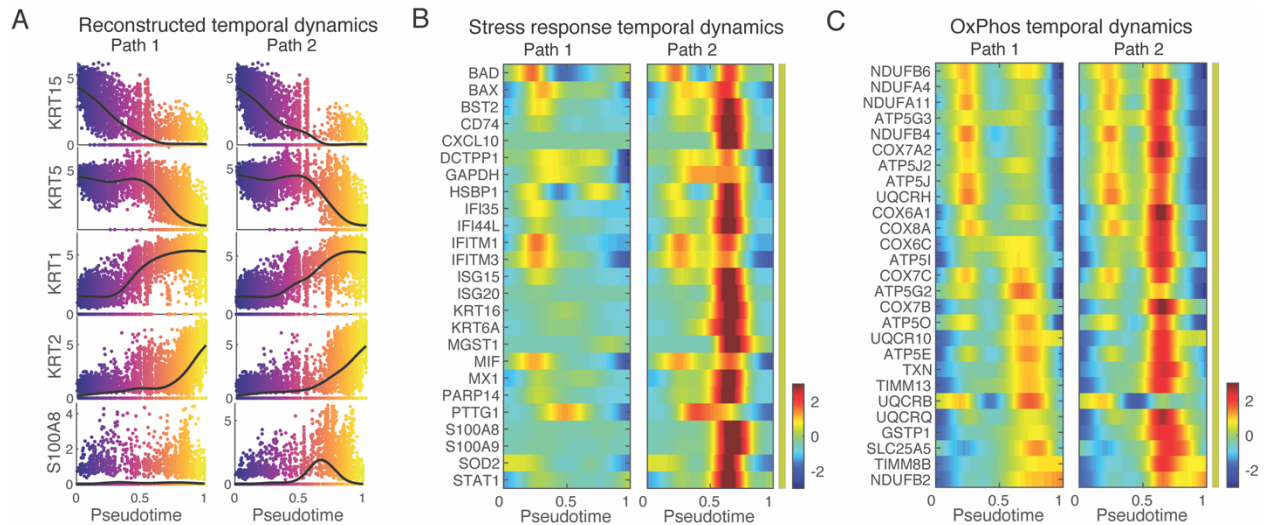 A
Reconstructed temporal dynamics
Path 1
Path 2
KRT15
5
0
5
0
KRT5
5
0
5
0
KRT1
5
0
5
0
KRT2
5
0
5
0
S100A8
4
2
0
4
2
0
0 0.5 1
0 0.5 1
Pseudotime
Pseudotime
B
Stress response temporal dynamics
Path 1
Path 2
BAD
BAX
BST2
CD74
CXCL10
DCTPP1
GAPDH
HSBP1
IFI35
IFI44L
IFITM1
IFITM3
ISG15
ISG20
KRT16
KRT6A
MGST1
MIF
MX1
PARP14
PTTG1
S100A8
S100A9
SOD2
STAT1
0 0.5 1
0 0.5 1
Pseudotime
Pseudotime
2
0
-2
C
OxPhos temporal dynamics
Path 1
Path 2
NDUFB6
NDUFA4
NDUFA11
ATP5G3
NDUFB4
COX7A2
ATP5J2
ATP5J
UQCRH
COX6A1
COX8A
COX6C
ATP5I
COX7C
ATP5G2
COX7B
ATP5O
UQCR10
ATP5E
TXN
TIMM13
UQCRB
UQCRQ
GSTP1
SLC25A5
TIMM8B
NDUFB2
0 0.5 1
0 0.5 1
Pseudotime
Pseudotime
2
0
-2